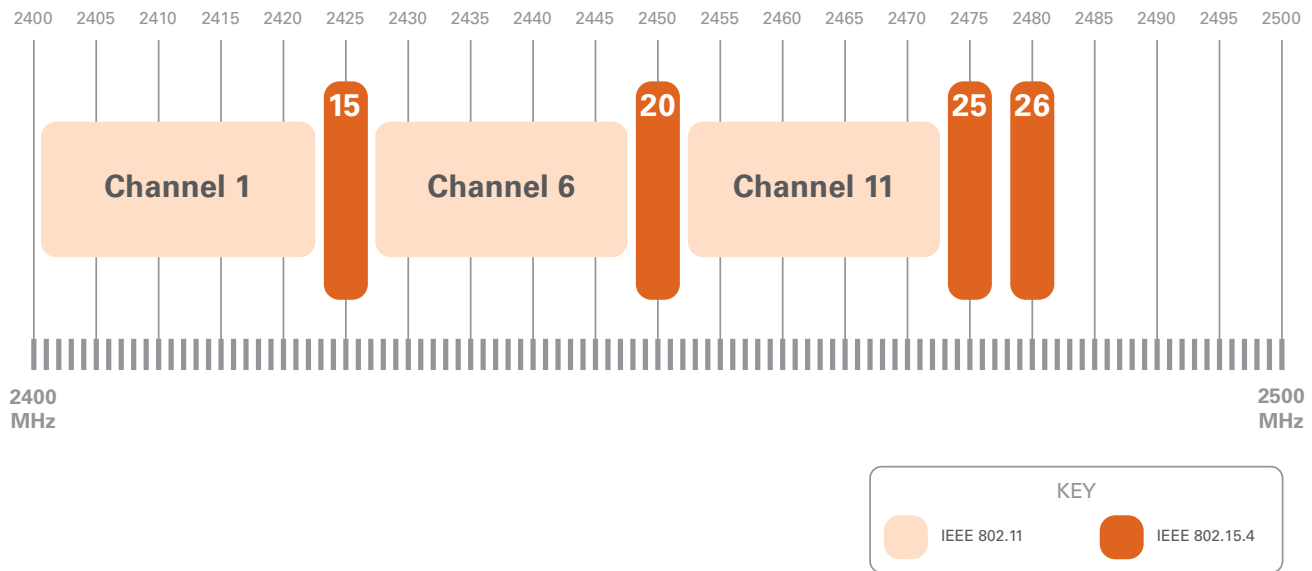 2400 2405 2410 2415 2420 2425 2430 2435 2440 2445 2450 2455 2460 2465 2470 2475 2480 2485 2490 2495 2500
15 20 25 26
Channel 1 Channel 6 Channel 11
2400 2500
MHz MHz
KEY
IEEE 802.11 IEEE 802.15.4